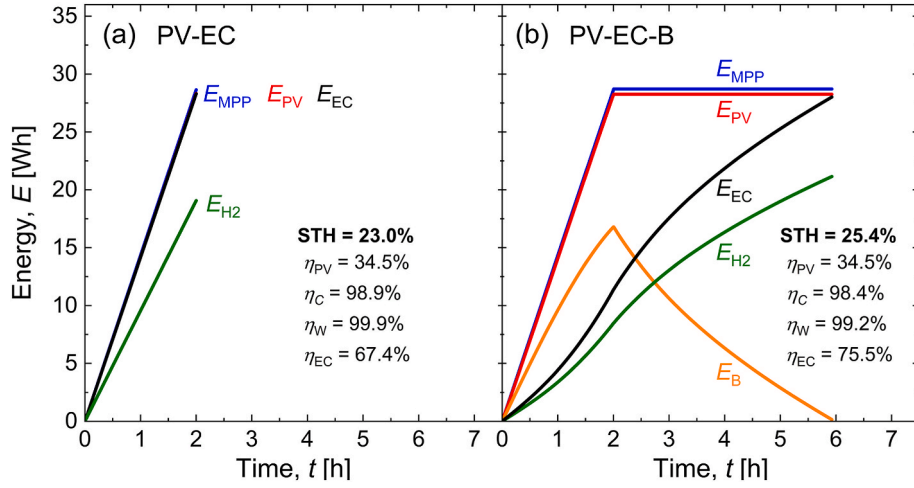 (a) PV-EC
(b) PV-EC-B
Energy, E [Wh]
35
30
25
20
15
10
5
0
E_MPP E_PV E_EC
E_H2
STH = 23.0%
η_PV = 34.5%
η_C = 98.9%
η_W = 99.9%
η_EC = 67.4%
0 1 2 3 4 5 6 7
Time, t [h]
E_MPP
E_PV
E_EC
E_H2
E_B
STH = 25.4%
η_PV = 34.5%
η_C = 98.4%
η_W = 99.2%
η_EC = 75.5%
0 1 2 3 4 5 6 7
Time, t [h]